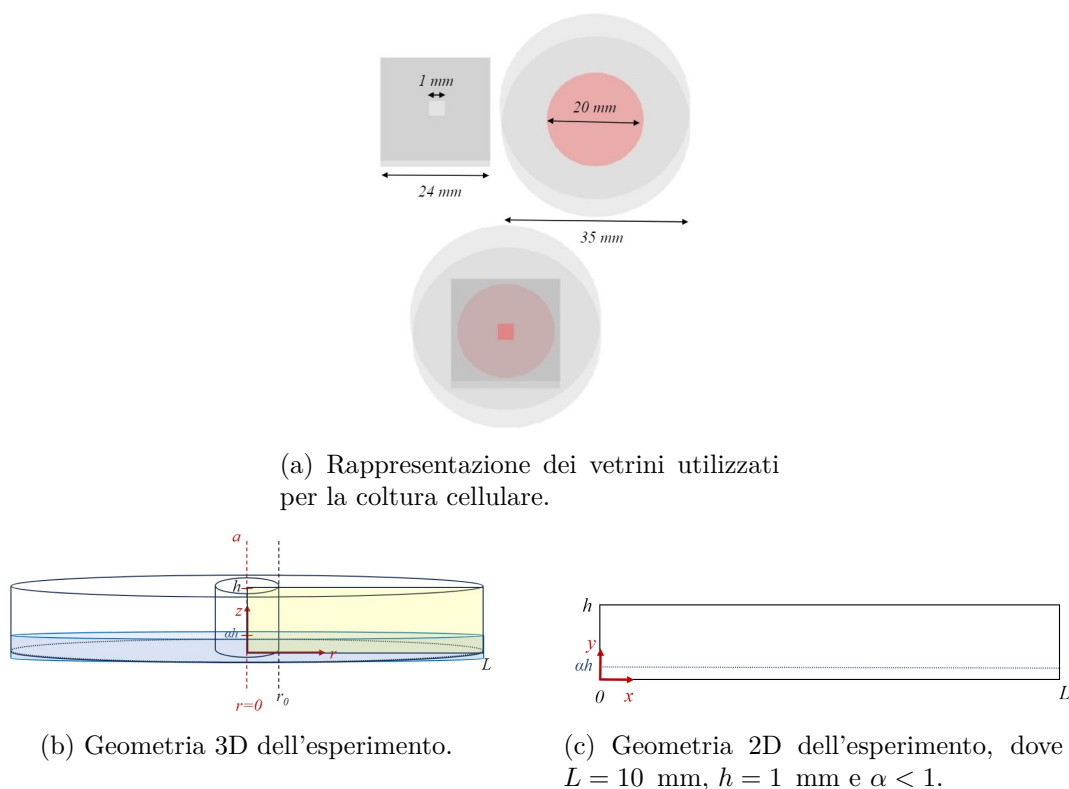 1 mm
20 mm
24 mm
35 mm
(a) Rappresentazione dei vetrini utilizzati
per la coltura cellulare.
a
h
z
αh
r
L
r=0
r₀
(b) Geometria 3D dell'esperimento.
h
y
αh
0
x
L
(c) Geometria 2D dell'esperimento, dove
L = 10 mm, h = 1 mm e α < 1.